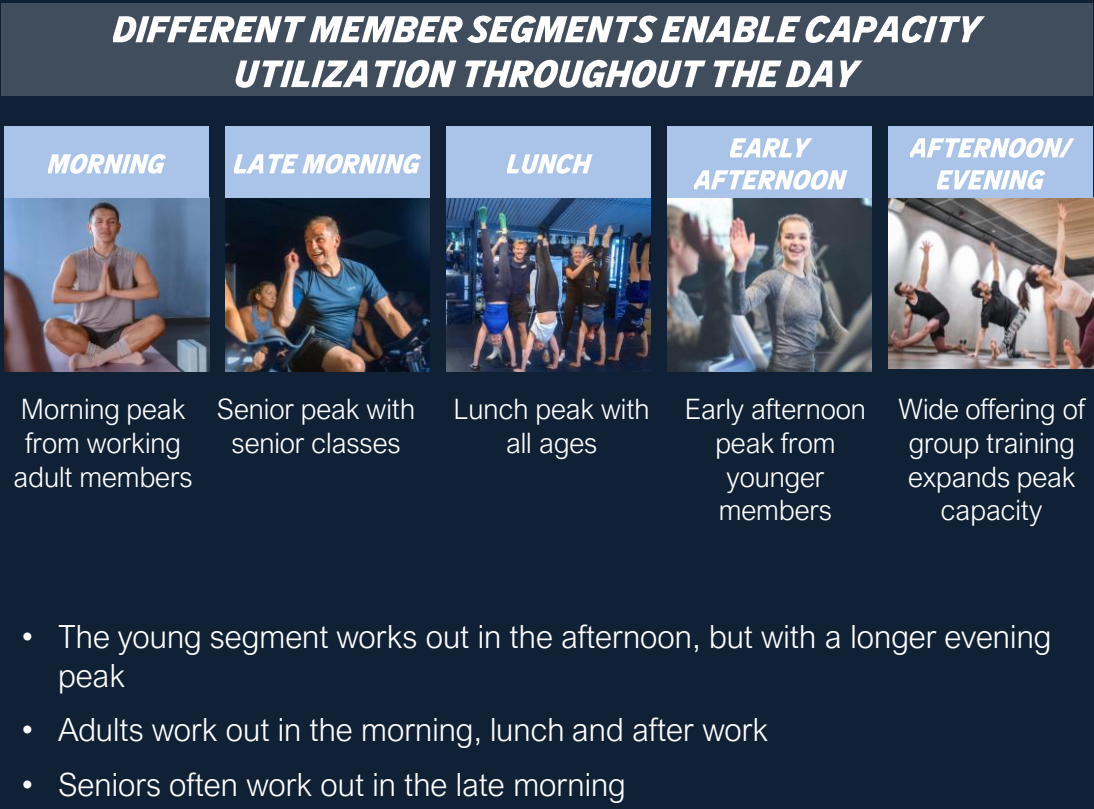 DIFFERENT MEMBER SEGMENTS ENABLE CAPACITY
UTILIZATION THROUGHOUT THE DAY
MORNING
LATE MORNING
LUNCH
EARLY
AFTERNOON
AFTERNOON/
EVENING
Morning peak
from working
adult members
Senior peak with
senior classes
Lunch peak with
all ages
Early afternoon
peak from
younger
members
Wide offering of
group training
expands peak
capacity
• The young segment works out in the afternoon, but with a longer evening
peak
• Adults work out in the morning, lunch and after work
• Seniors often work out in the late morning